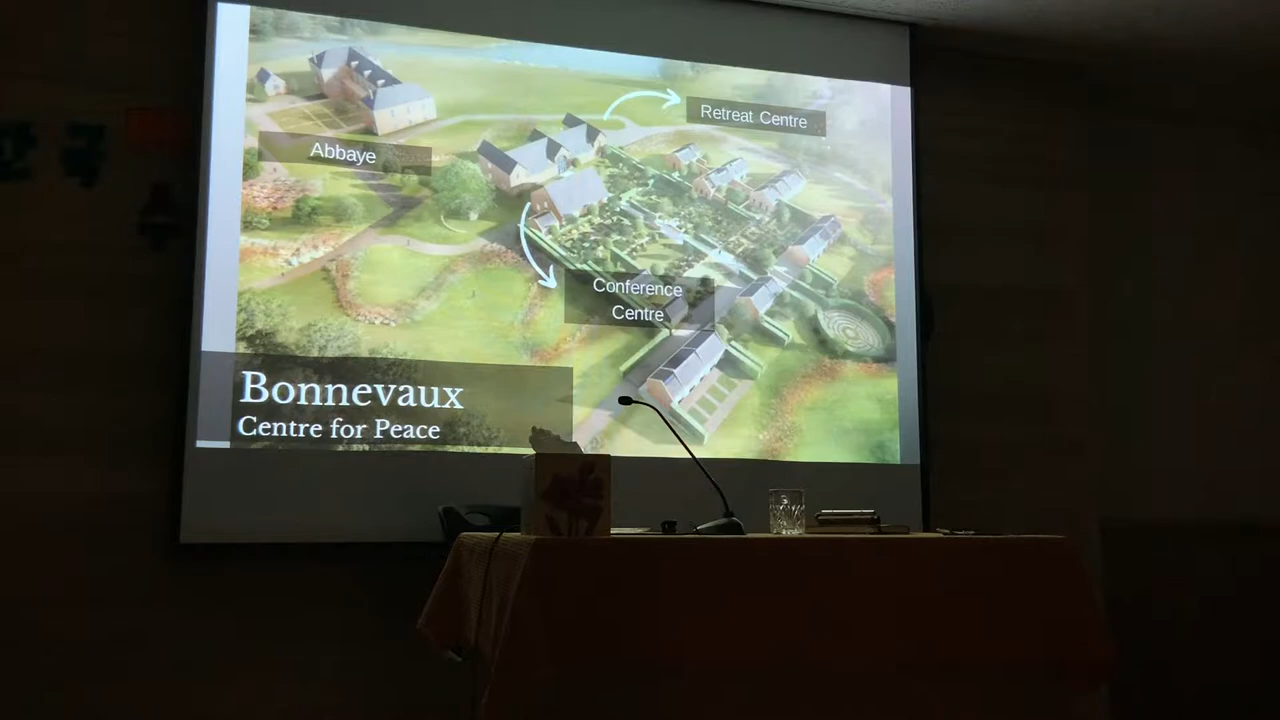 Retreat Centre
Abbaye
Conference
Centre
Bonnevaux
Centre for Peace